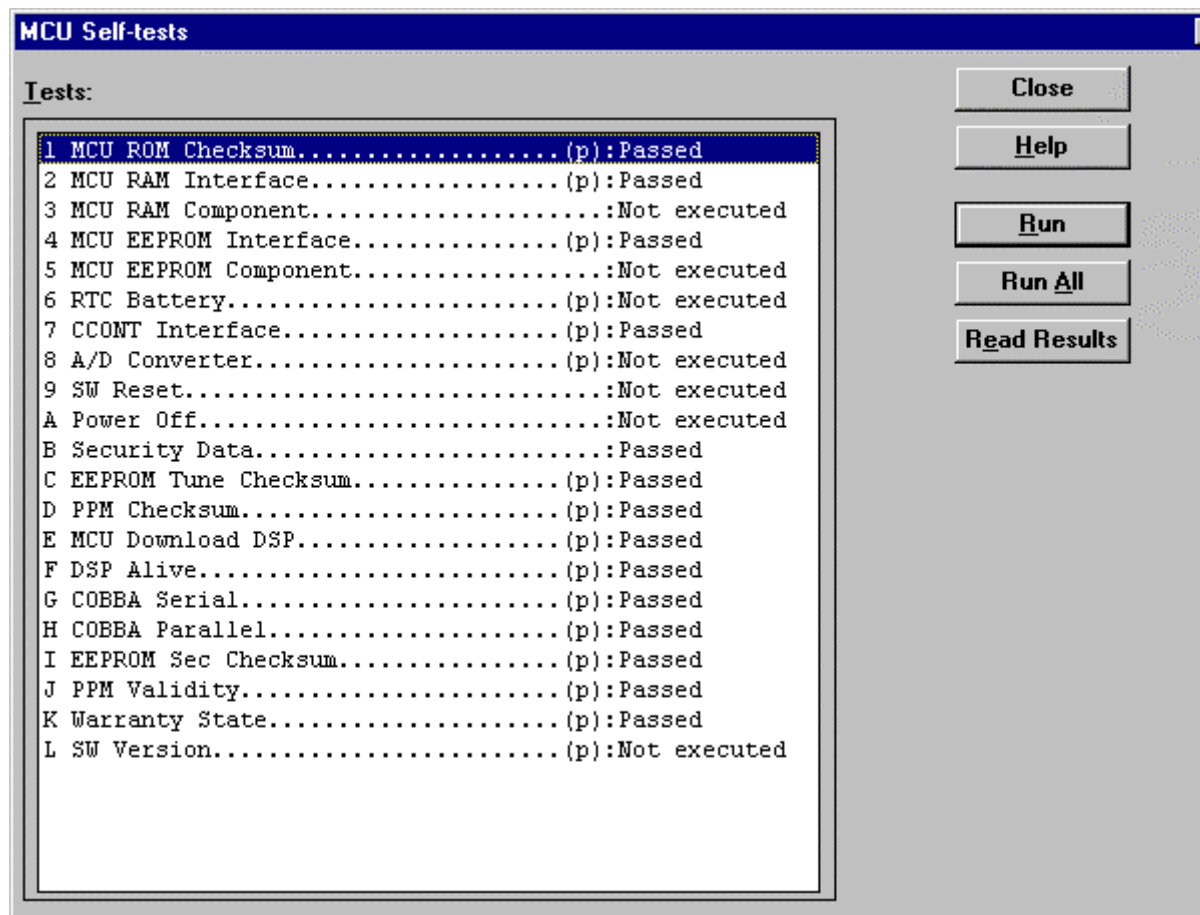 MCU Self-tests
Tests:
1 MCU ROM Checksum...................(p):Passed
2 MCU RAM Interface..................(p):Passed
3 MCU RAM Component.....................:Not executed
4 MCU EEPROM Interface...............(p):Passed
5 MCU EEPROM Component..................:Not executed
6 RTC Battery........................(p):Not executed
7 CCONT Interface....................(p):Passed
8 A/D Converter......................(p):Not executed
9 SW Reset..............................:Not executed
A Power Off.............................:Not executed
B Security Data.........................:Passed
C EEPROM Tune Checksum...............(p):Passed
D PPM Checksum.......................(p):Passed
E MCU Download DSP...................(p):Passed
F DSP Alive..........................(p):Passed
G COBBA Serial.......................(p):Passed
H COBBA Parallel.....................(p):Passed
I EEPROM Sec Checksum................(p):Passed
J PPM Validity.......................(p):Passed
K Warranty State.....................(p):Passed
L SW Version.........................(p):Not executed
Close
Help
Run
Run All
Read Results